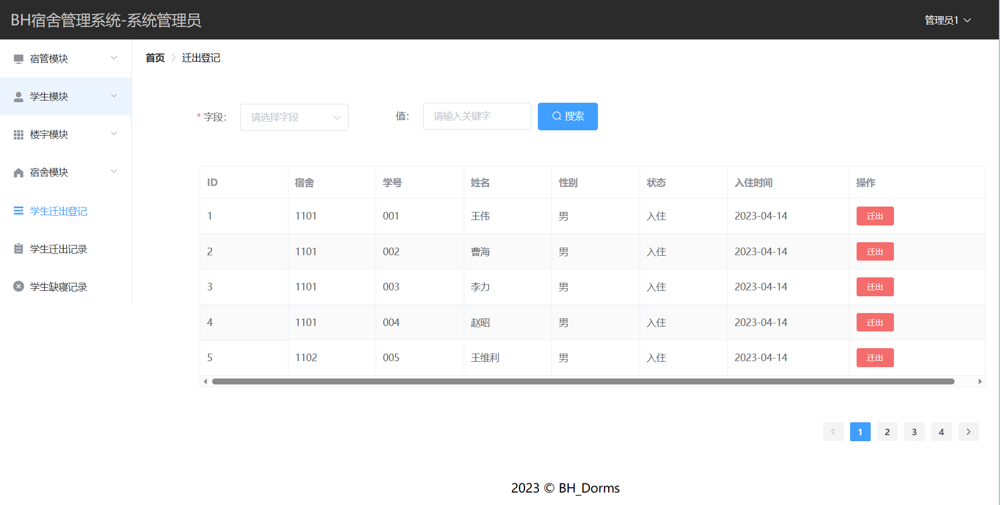 BH宿舍管理系统-系统管理员
管理员1
宿管模块
学生模块
楼宇模块
宿舍模块
学生迁出登记
学生迁出记录
学生缺寝记录
首页 迁出登记
* 字段： 请选择字段 值： 请输入关键字 搜索
ID 宿舍 学号 姓名 性别 状态 入住时间 操作
1 1101 001 王伟 男 入住 2023-04-14 迁出
2 1101 002 曹海 男 入住 2023-04-14 迁出
3 1101 003 李力 男 入住 2023-04-14 迁出
4 1101 004 赵昭 男 入住 2023-04-14 迁出
5 1102 005 王维利 男 入住 2023-04-14 迁出
1 2 3 4
2023 © BH_Dorms